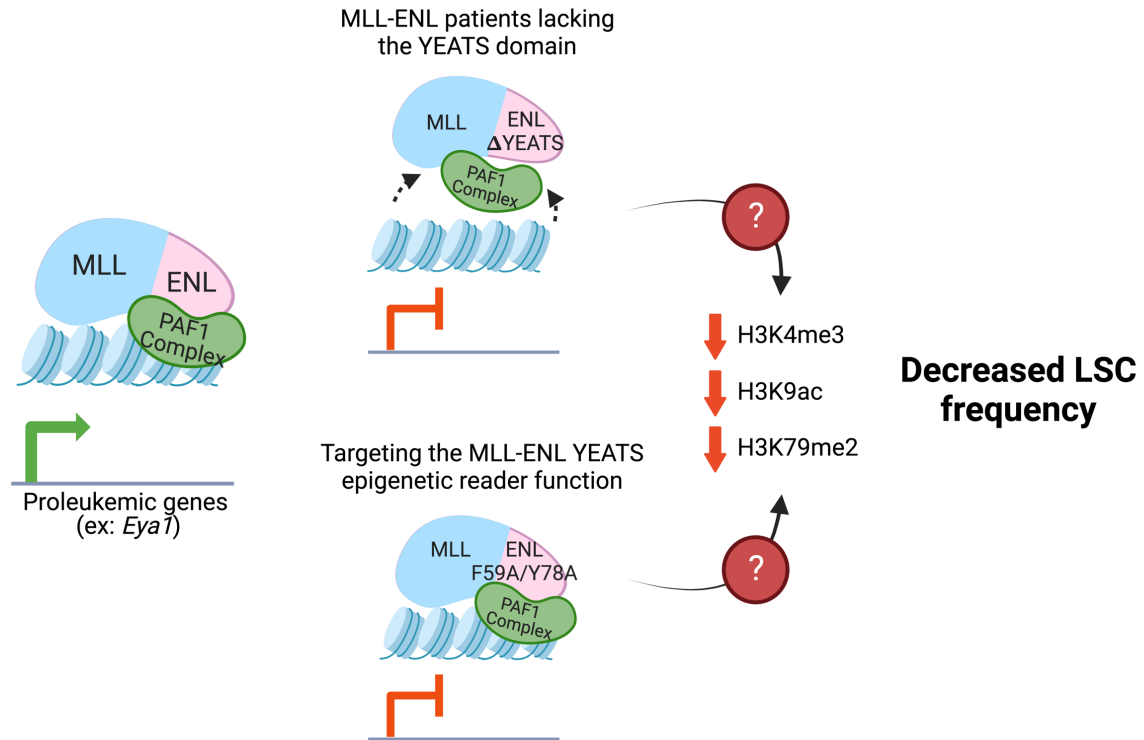 MLL-ENL patients lacking
the YEATS domain
MLL
ENL
ΔYEATS
PAF1
Complex
?
MLL
ENL
PAF1
Complex
Proleukemic genes
(ex: Eya1)
H3K4me3
H3K9ac
H3K79me2
Decreased LSC
frequency
Targeting the MLL-ENL YEATS
epigenetic reader function
MLL
ENL
F59A/Y78A
PAF1
Complex
?